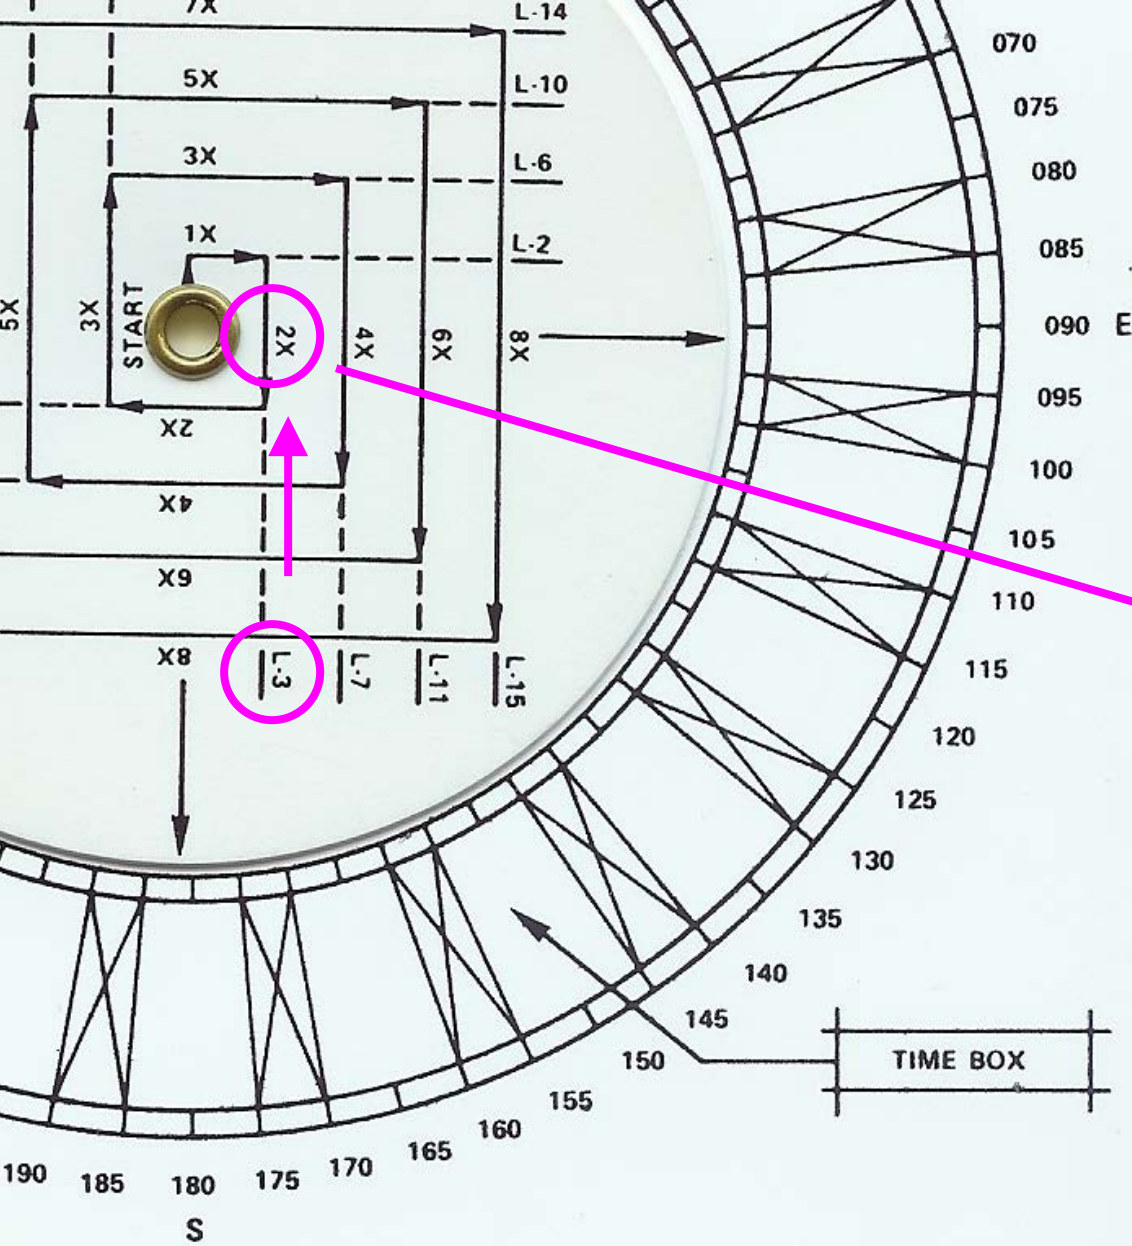 7X
L-14
5X
L-10
3X
L-6
1X
L-2
5X
3X
START
2X
4X
6X
8X
2X
4X
6X
8X
L-3
L-7
L-11
L-15
070
075
080
085
090 E
095
100
105
110
115
120
125
130
135
140
145
150
155
160
165
170
175
180
185
190
S
TIME BOX